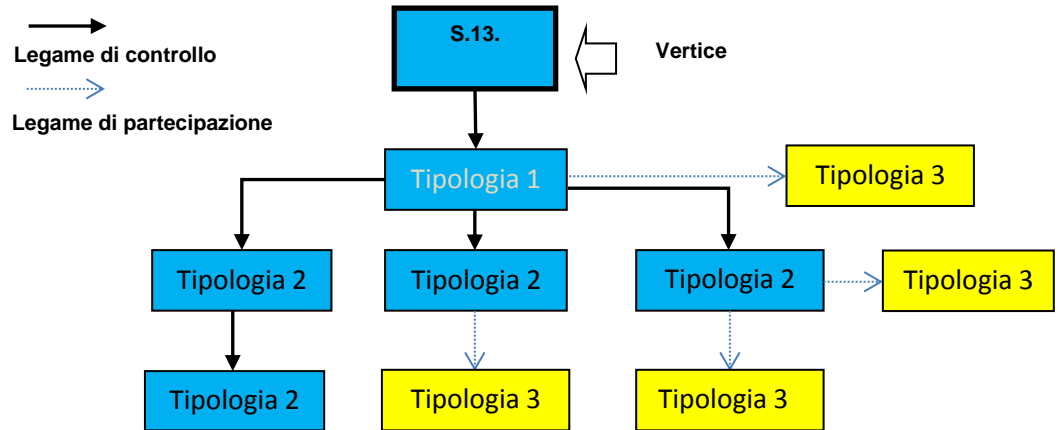 S.13.
Legame di controllo
Vertice
Legame di partecipazione
Tipologia 1
Tipologia 3
Tipologia 2
Tipologia 2
Tipologia 2
Tipologia 3
Tipologia 2
Tipologia 3
Tipologia 3